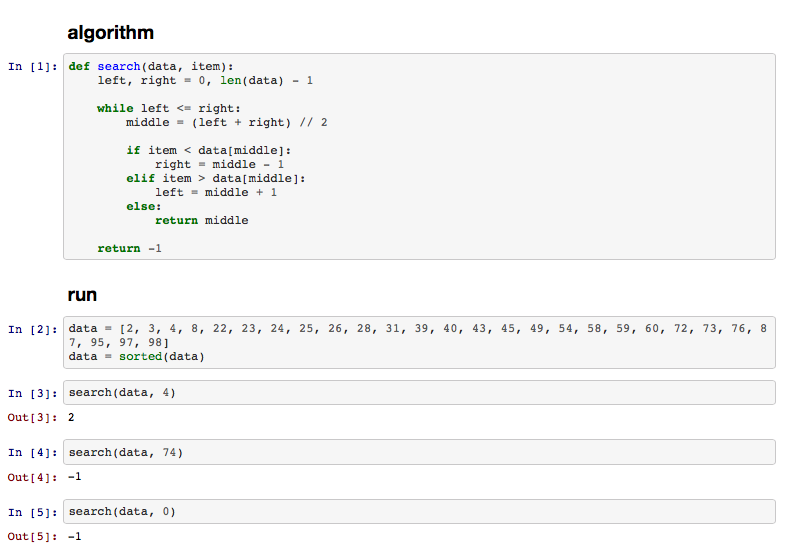 algorithm
In [1]: def search(data, item):
    left, right = 0, len(data) - 1

    while left <= right:
        middle = (left + right) // 2

        if item < data[middle]:
            right = middle - 1
        elif item > data[middle]:
            left = middle + 1
        else:
            return middle

    return -1
run
In [2]: data = [2, 3, 4, 8, 22, 23, 24, 25, 26, 28, 31, 39, 40, 43, 45, 49, 54, 58, 59, 60, 72, 73, 76, 8
7, 95, 97, 98]
data = sorted(data)
In [3]: search(data, 4)
Out[3]: 2
In [4]: search(data, 74)
Out[4]: -1
In [5]: search(data, 0)
Out[5]: -1